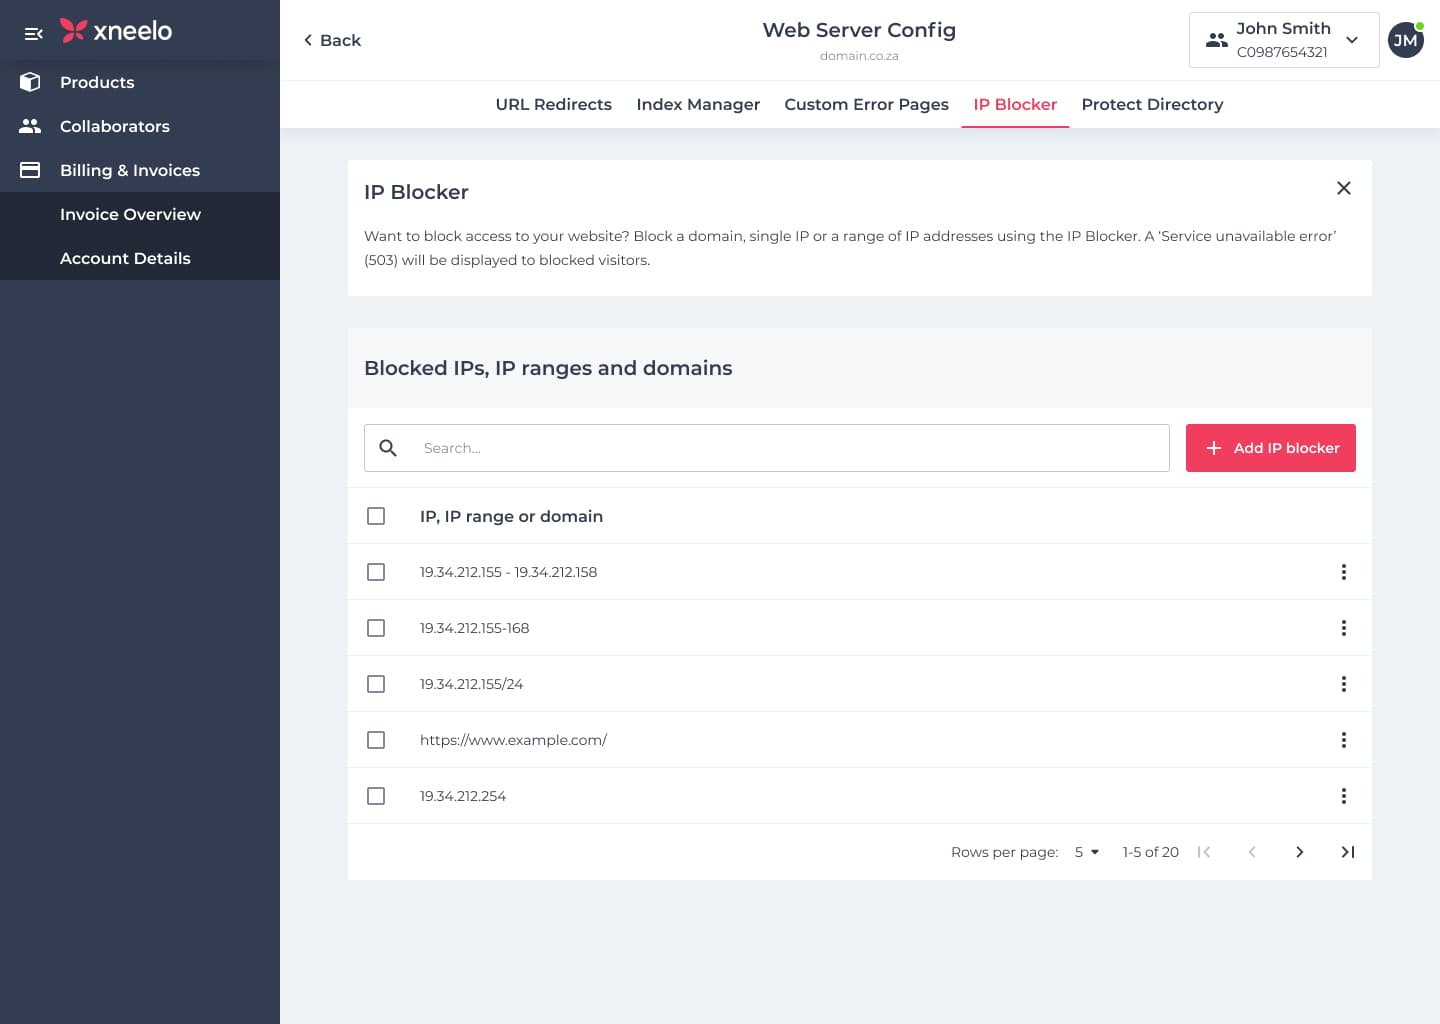 xneelo
Products
Collaborators
Billing & Invoices
Invoice Overview
Account Details
Back
Web Server Config
domain.co.za
John Smith
C0987654321
JM
URL Redirects
Index Manager
Custom Error Pages
IP Blocker
Protect Directory
IP Blocker
Want to block access to your website? Block a domain, single IP or a range of IP addresses using the IP Blocker. A ‘Service unavailable error’
(503) will be displayed to blocked visitors.
Blocked IPs, IP ranges and domains
Search...
Add IP blocker
IP, IP range or domain
19.34.212.155 - 19.34.212.158
19.34.212.155-168
19.34.212.155/24
https://www.example.com/
19.34.212.254
Rows per page: 5 1-5 of 20